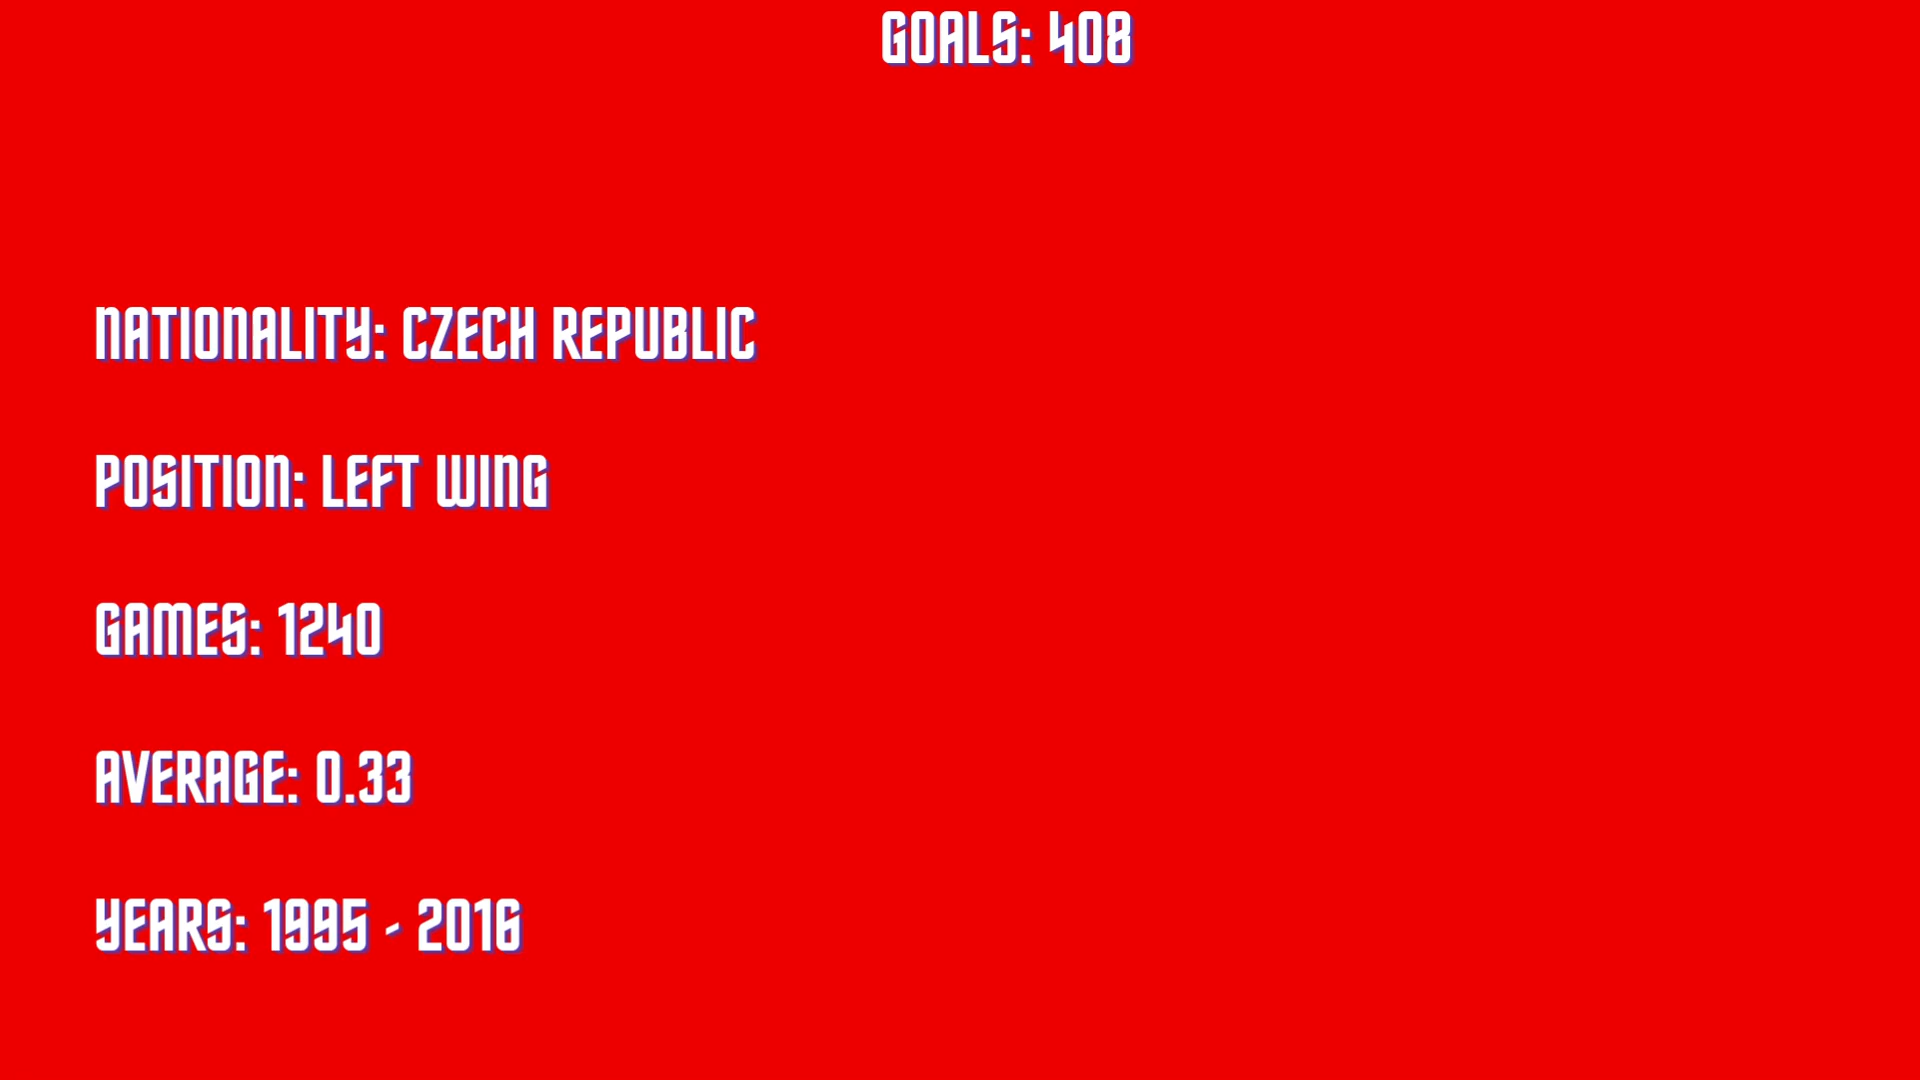 GOALS: 408
NATIONALITY: CZECH REPUBLIC
POSITION: LEFT WING
GAMES: 1240
AVERAGE: 0.33
YEARS: 1995 - 2016